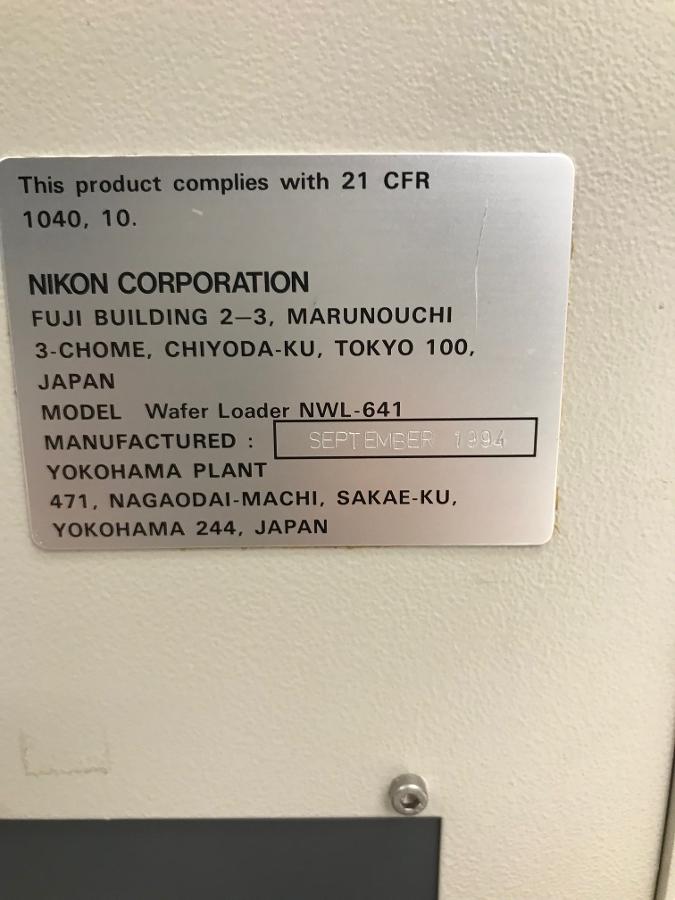 This product complies with 21 CFR
1040, 10.
NIKON CORPORATION
FUJI BUILDING 2–3, MARUNOUCHI
3-CHOME, CHIYODA-KU, TOKYO 100,
JAPAN
MODEL Wafer Loader NWL-641
MANUFACTURED : SEPTEMBER 1994
YOKOHAMA PLANT
471, NAGAODAI-MACHI, SAKAE-KU,
YOKOHAMA 244, JAPAN